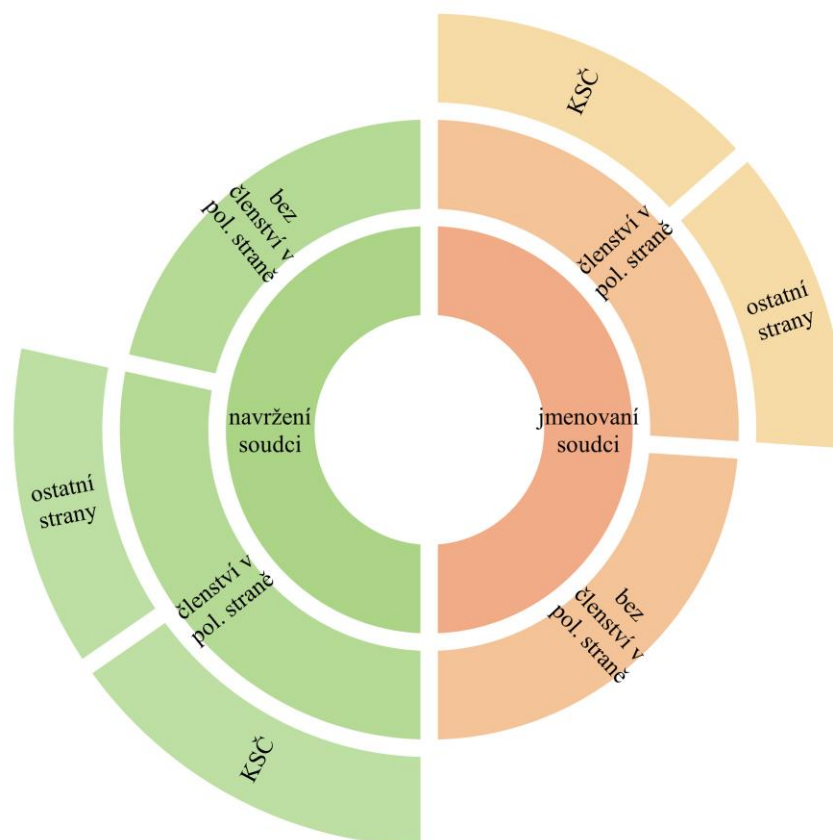 KSČ
členství v
pol. straně
ostatní
strany
bez
členství v
pol. straně
navržení
soudci
jmenovaní
soudci
ostatní
strany
členství v
pol. straně
bez
členství v
pol. straně
KSČ